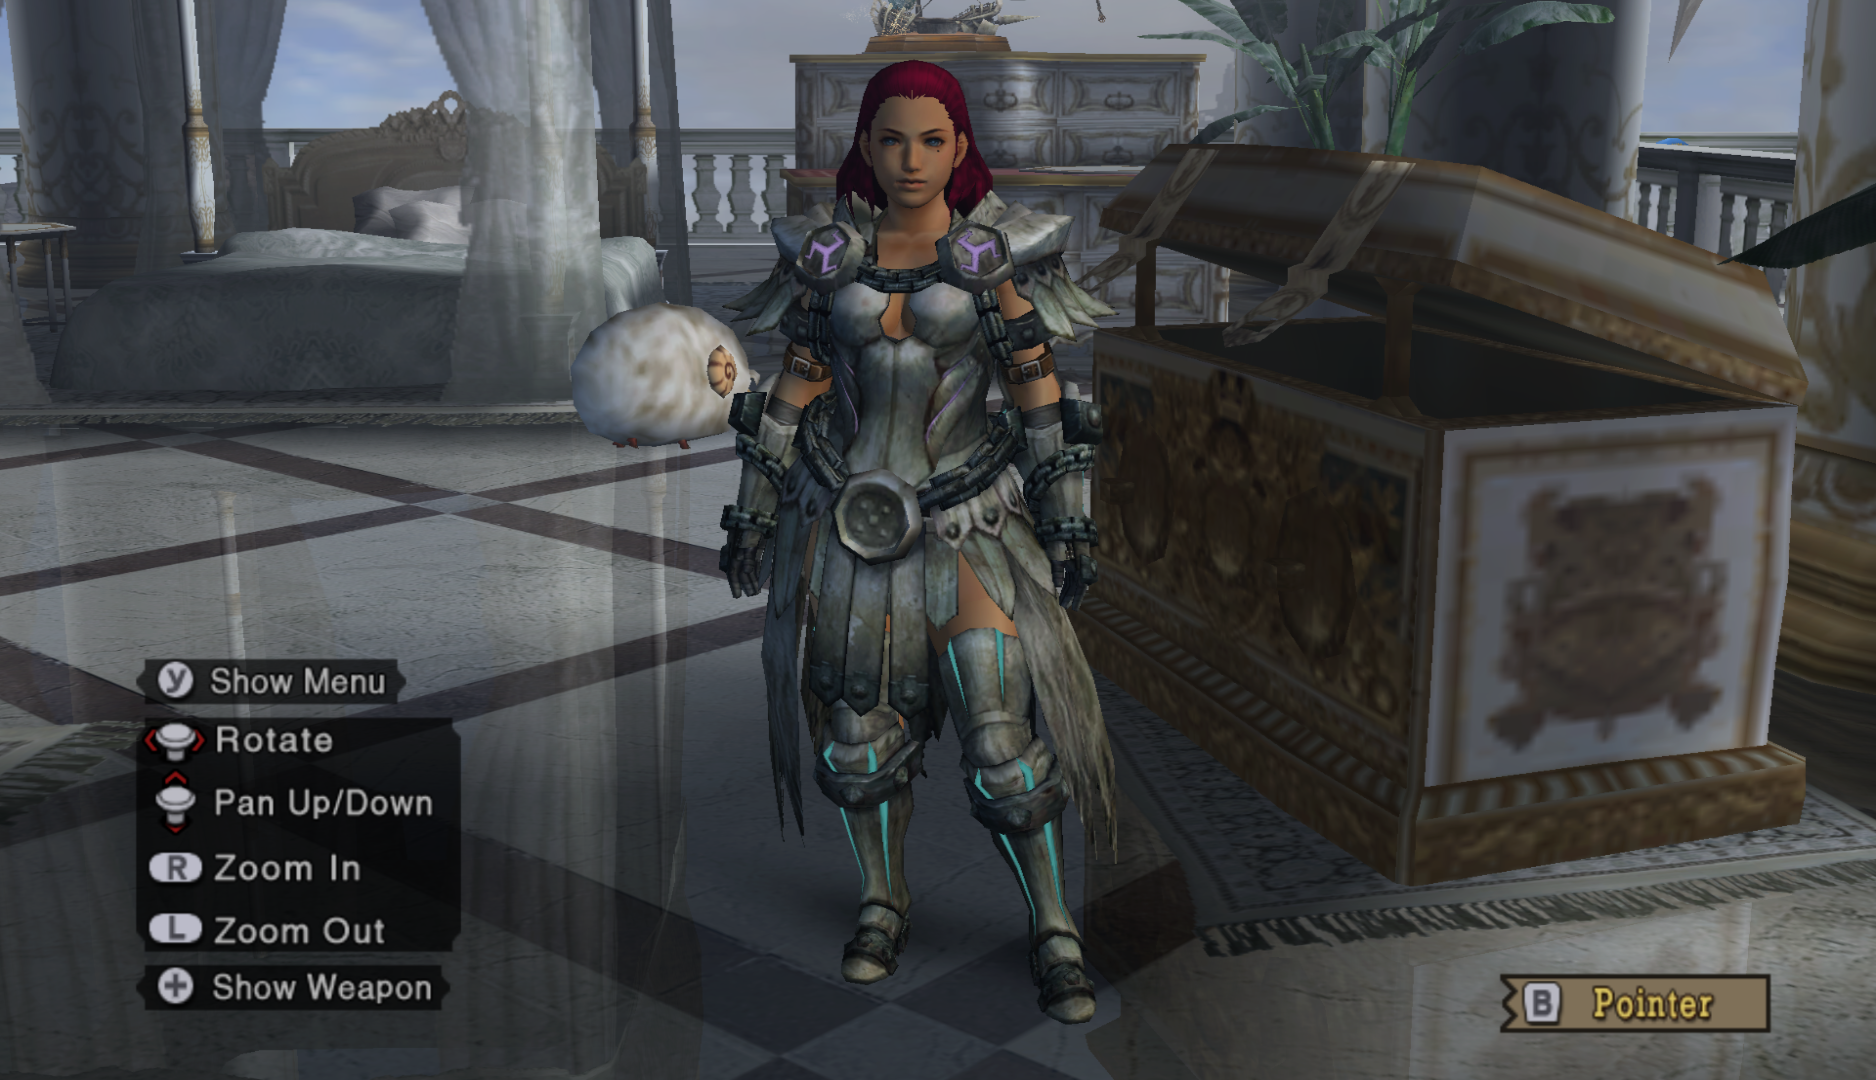 y Show Menu
Rotate
Pan Up/Down
R Zoom In
L Zoom Out
+ Show Weapon
B Pointer